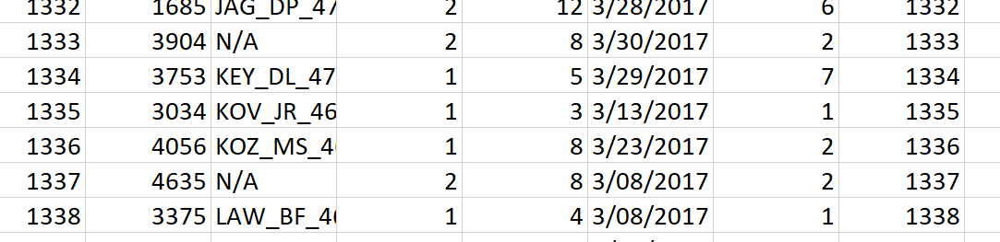 1332 1685 JAG_DP_47 2 12 3/28/2017 6 1332
1333 3904 N/A 2 8 3/30/2017 2 1333
1334 3753 KEY_DL_47 1 5 3/29/2017 7 1334
1335 3034 KOV_JR_46 1 3 3/13/2017 1 1335
1336 4056 KOZ_MS_4 1 8 3/23/2017 2 1336
1337 4635 N/A 2 8 3/08/2017 2 1337
1338 3375 LAW_BF_46 1 4 3/08/2017 1 1338